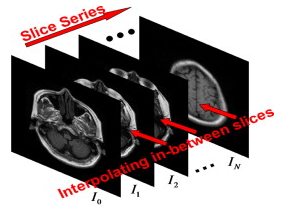 Slice Series
Interpolating in-between slices
I0
I1
I2
IN